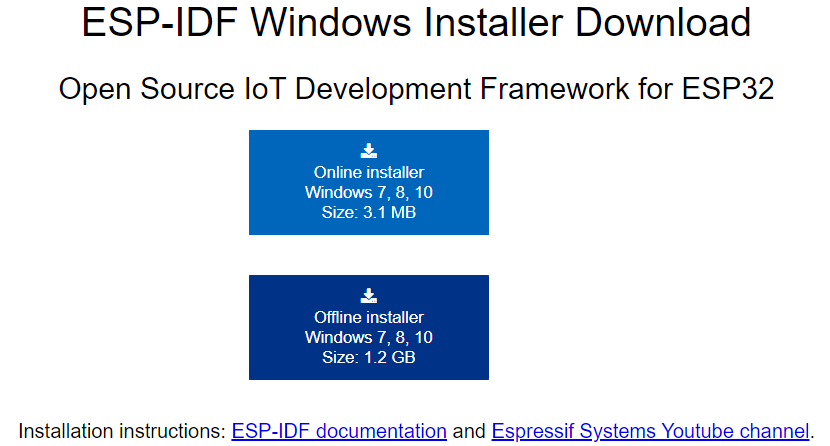 ESP-IDF Windows Installer Download
Open Source IoT Development Framework for ESP32
Online installer
Windows 7, 8, 10
Size: 3.1 MB
Offline installer
Windows 7, 8, 10
Size: 1.2 GB
Installation instructions: ESP-IDF documentation and Espressif Systems Youtube channel.